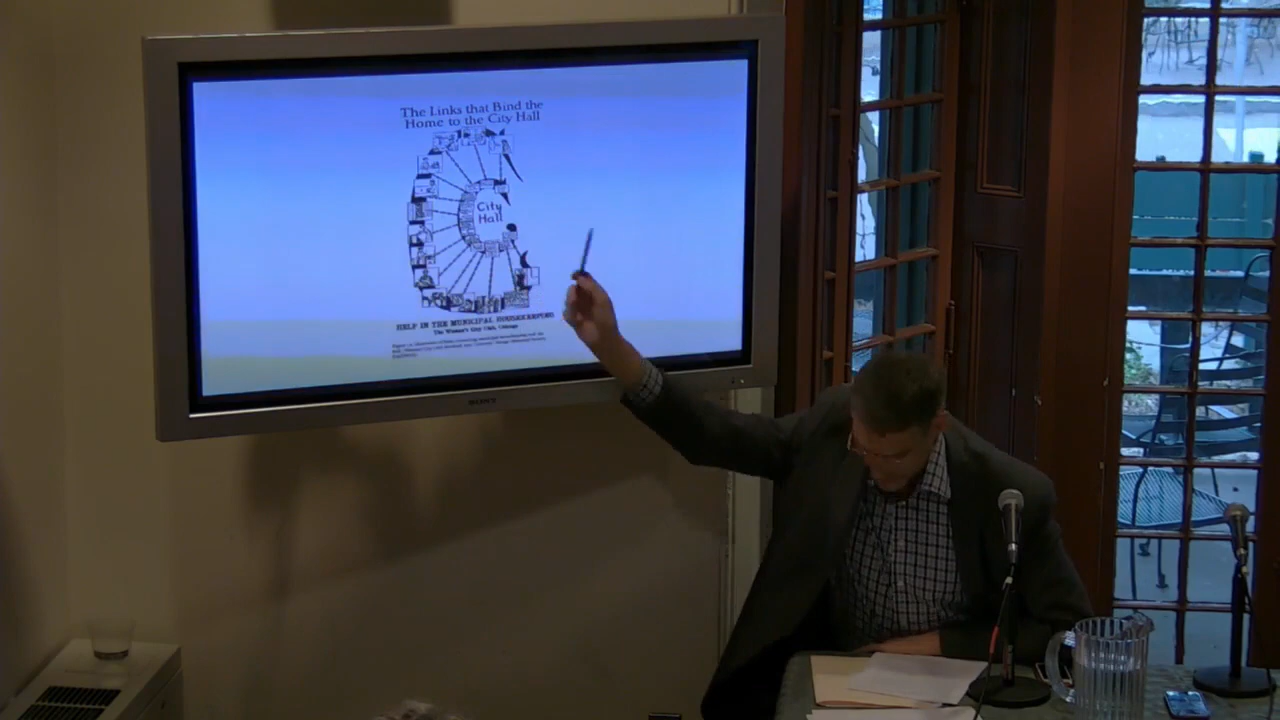 The Links that Bind the
Home to the City Hall
City
Hall
HELP IN THE MUNICIPAL HOUSEKEEPING
The Woman's City Club, Chicago
SONY